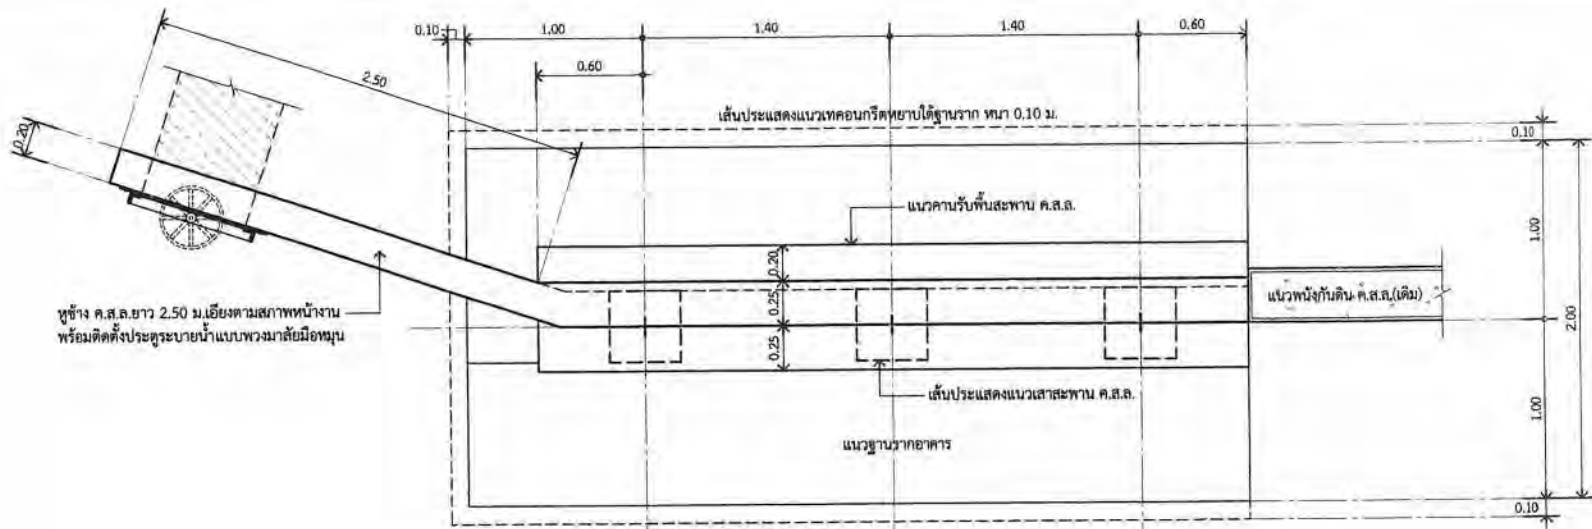 0.10
1.00
1.40
1.40
0.60
0.60
2.50
0.20
เส้นประแสดงแนวเทคอนกรีตหยาบใต้ฐานราก หนา 0.10 ม.
0.10
แนวคานรับพื้นสะพาน ค.ส.ล.
1.00
0.20
0.25
0.25
แนวพนังกันดิน ค.ส.ล.(เดิม)
2.00
หูช้าง ค.ส.ล.ยาว 2.50 ม.เอียงตามสภาพหน้างาน
พร้อมติดตั้งประตูระบายน้ำแบบพวงมาลัยมือหมุน
เส้นประแสดงแนวเสาสะพาน ค.ส.ล.
1.00
แนวฐานรากอาคาร
0.10